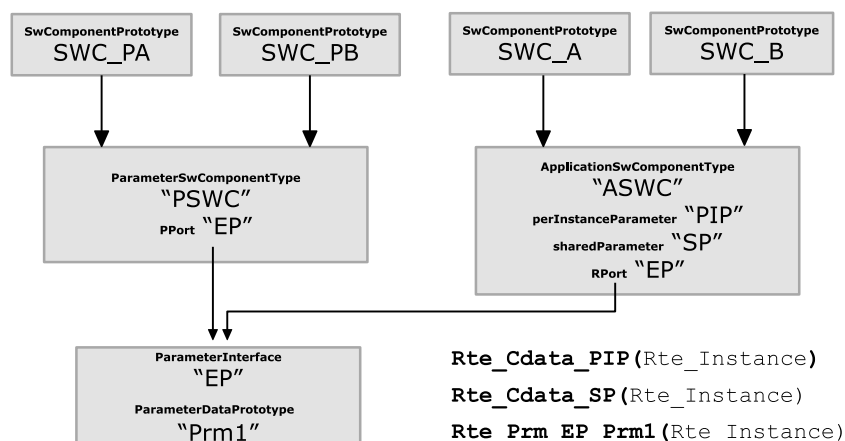 SwComponentPrototype
SWC_PA
SwComponentPrototype
SWC_PB
SwComponentPrototype
SWC_A
SwComponentPrototype
SWC_B
ParameterSwComponentType
“PSWC”
PPort “EP”
ApplicationSwComponentType
“ASWC”
perInstanceParameter “PIP”
sharedParameter “SP”
RPort “EP”
ParameterInterface
“EP”
ParameterDataPrototype
“Prm1”
Rte_Cdata_PIP(Rte_Instance)
Rte_Cdata_SP(Rte_Instance)
Rte_Prm_EP_Prm1(Rte_Instance)